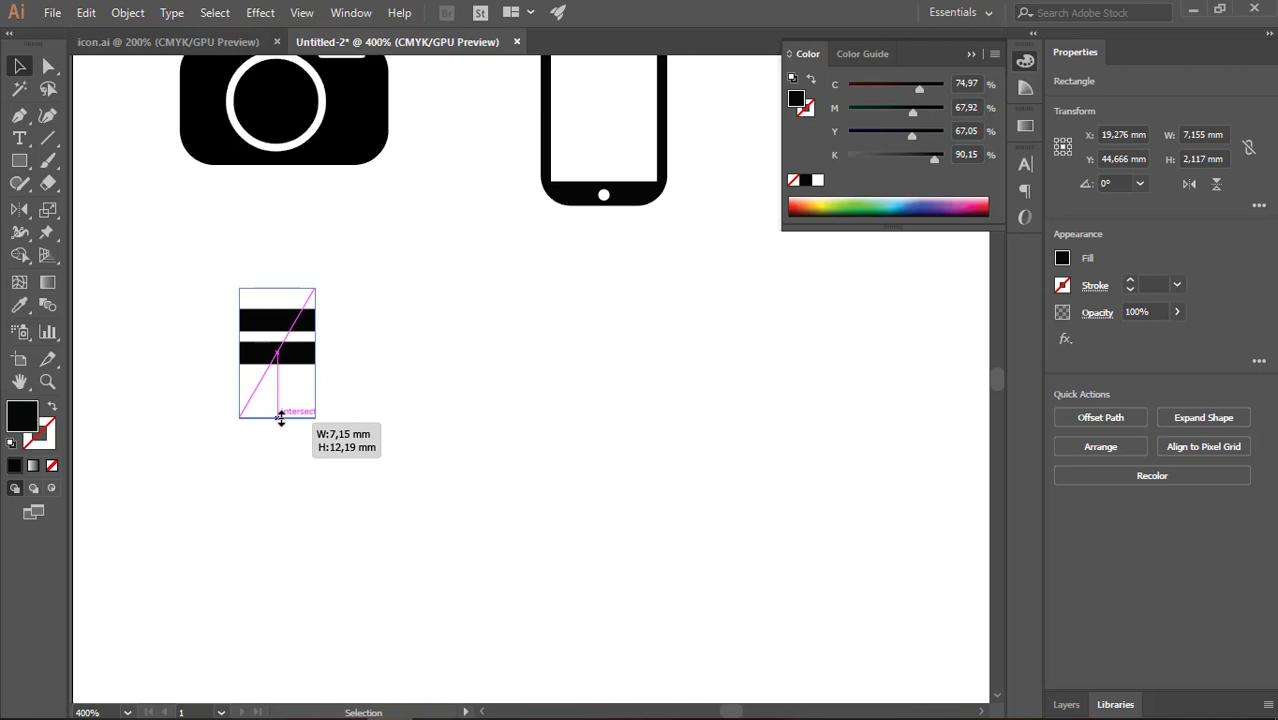 Ai File Edit Object Type Select Effect View Window Help Br St Essentials Search Adobe Stock
icon.ai @ 200% (CMYK/GPU Preview) × Untitled-2* @ 400% (CMYK/GPU Preview) ×
Color Color Guide
C 74,97 %
M 67,92 %
Y 67,05 %
K 90,15 %
Properties
Rectangle
Transform
X: 19,276 mm W: 7,155 mm
Y: 44,666 mm H: 2,117 mm
0°
Appearance
Fill
Stroke
Opacity 100%
fx.
Quick Actions
Offset Path Expand Shape
Arrange Align to Pixel Grid
Recolor
intersect
W:7,15 mm
H:12,19 mm
400% 1 Selection
Layers Libraries